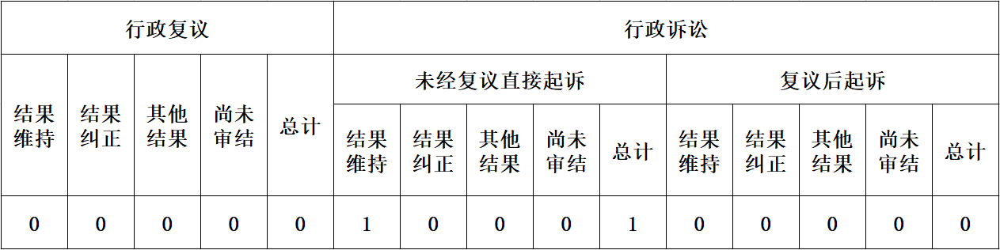 行政复议 行政诉讼
未经复议直接起诉 复议后起诉
结果维持 结果纠正 其他结果 尚未审结 总计 结果维持 结果纠正 其他结果 尚未审结 总计 结果维持 结果纠正 其他结果 尚未审结 总计
0 0 0 0 0 1 0 0 0 1 0 0 0 0 0